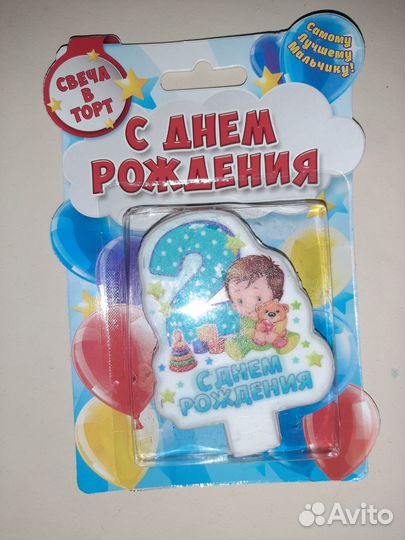 СВЕЧА
В
ТОРТ
Самому
Лучшему
Мальчику!
С ДНЕМ
РОЖДЕНИЯ
2
С ДНЕМ
РОЖДЕНИЯ
Avito